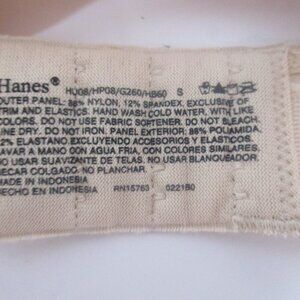 Hanes® HU08/HP08/G260/HB60 S
OUTER PANEL: 88% NYLON, 12% SPANDEX, EXCLUSIVE OF
TRIM AND ELASTICS. HAND WASH COLD WATER, WITH LIKE
COLORS. DO NOT USE FABRIC SOFTENER. DO NOT BLEACH.
LINE DRY. DO NOT IRON. PANEL EXTERIOR: 88% POLIAMIDA,
12% ELASTANO EXCLUYENDO ACCESORIOS Y ELASTICOS.
LAVAR A MANO CON AGUA FRIA, CON COLORES SIMILARES.
NO USAR SUAVIZANTE DE TELAS. NO USAR BLANQUEADOR.
SECAR COLGADO. NO PLANCHAR.
MADE IN INDONESIA
HECHO EN INDONESIA RN15763 0221B0